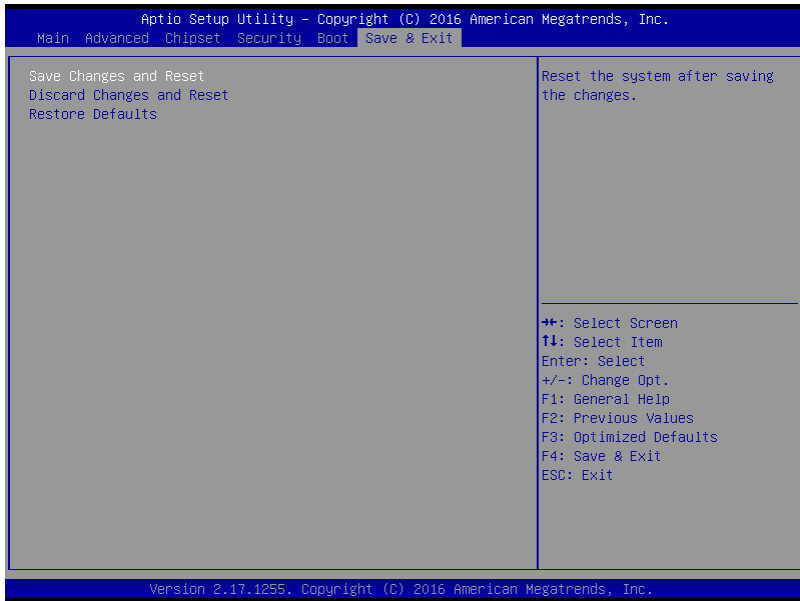 Aptio Setup Utility – Copyright (C) 2016 American Megatrends, Inc.
Main Advanced Chipset Security Boot Save & Exit
Save Changes and Reset
Discard Changes and Reset
Restore Defaults
Reset the system after saving
the changes.
→←: Select Screen
↑↓: Select Item
Enter: Select
+/-: Change Opt.
F1: General Help
F2: Previous Values
F3: Optimized Defaults
F4: Save & Exit
ESC: Exit
Version 2.17.1255. Copyright (C) 2016 American Megatrends, Inc.